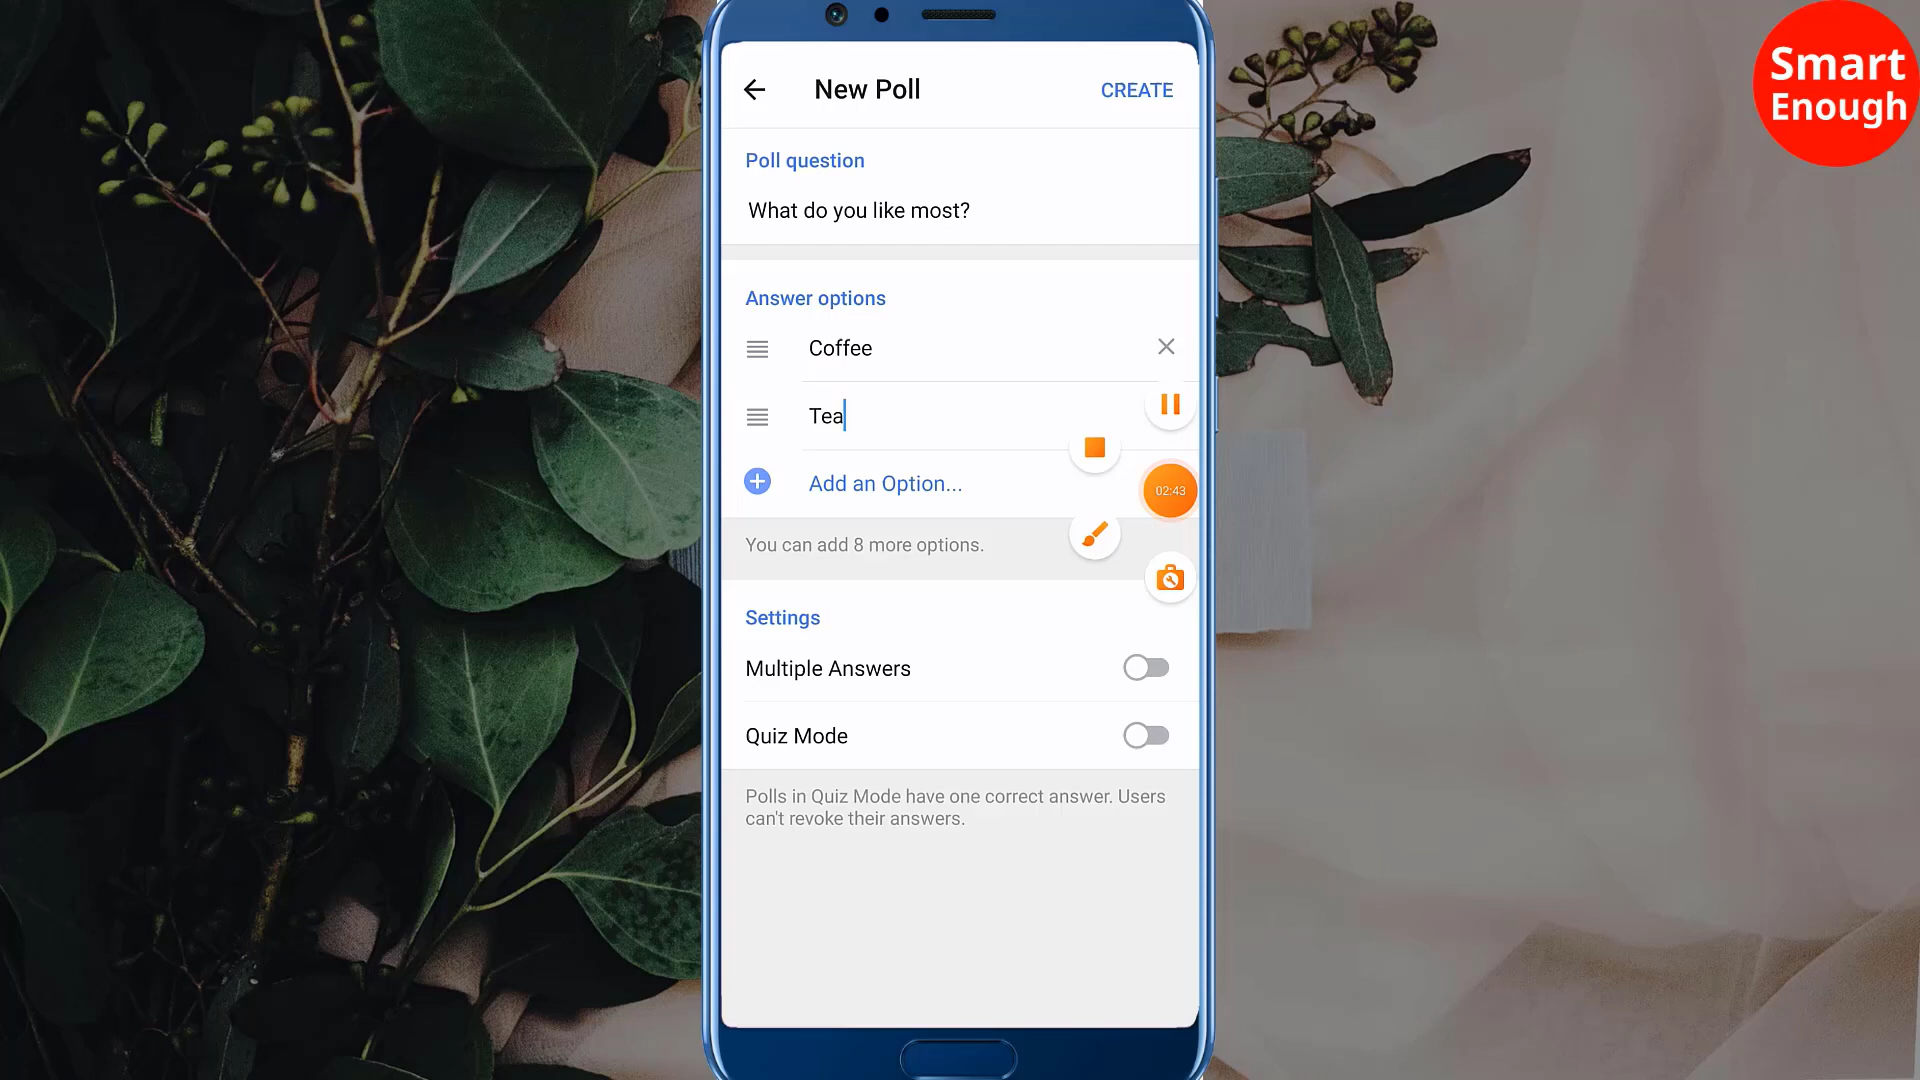 Smart
Enough
New Poll
CREATE
Poll question
What do you like most?
Answer options
Coffee
Tea
Add an Option...
02:43
You can add 8 more options.
Settings
Multiple Answers
Quiz Mode
Polls in Quiz Mode have one correct answer. Users
can't revoke their answers.